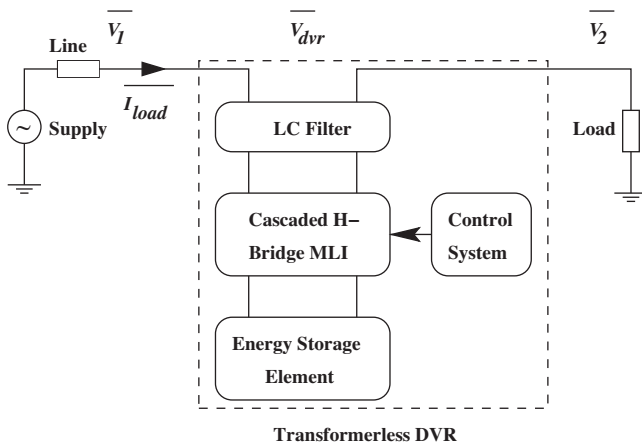 V1
Vdvr
V2
Line
Iload
Supply
LC Filter
Load
Cascaded H–
Bridge MLI
Control
System
Energy Storage
Element
Transformerless DVR